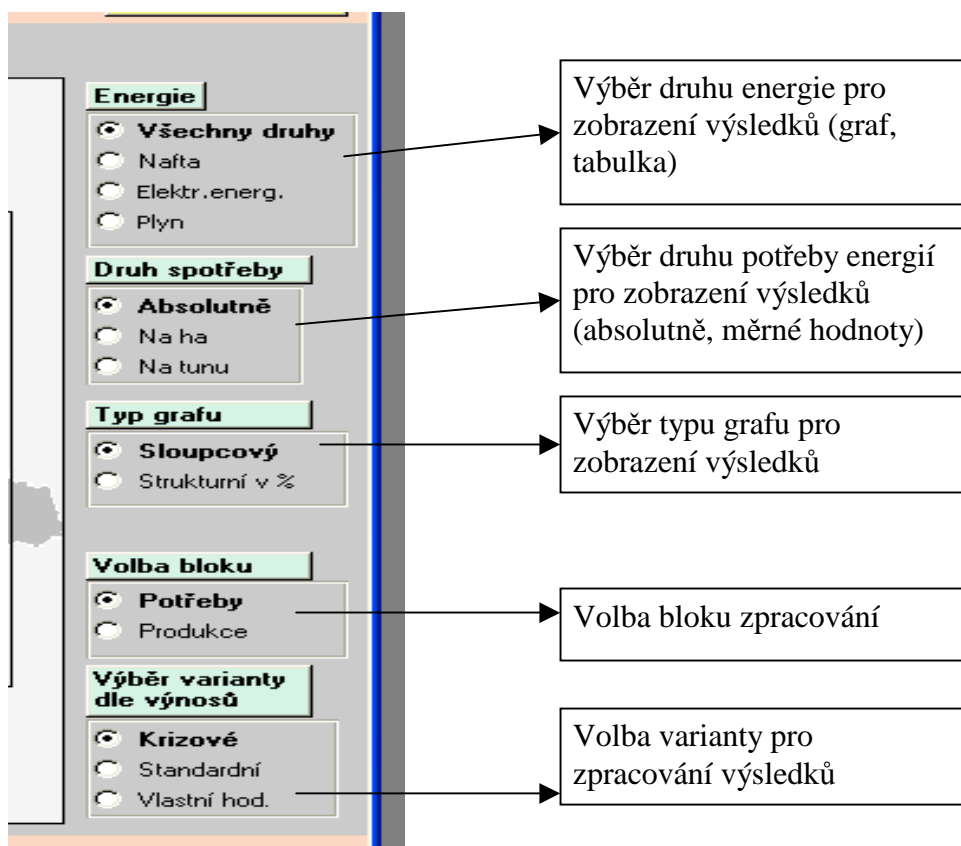 Energie
Všechny druhy
Nafta
Elektr.energ.
Plyn
Výběr druhu energie pro
zobrazení výsledků (graf,
tabulka)
Druh spotřeby
Absolutně
Na ha
Na tunu
Výběr druhu potřeby energií
pro zobrazení výsledků
(absolutně, měrné hodnoty)
Typ grafu
Sloupcový
Strukturní v %
Výběr typu grafu pro
zobrazení výsledků
Volba bloku
Potřeby
Produkce
Volba bloku zpracování
Výběr varianty
dle výnosů
Krizové
Standardní
Vlastní hod.
Volba varianty pro
zpracování výsledků